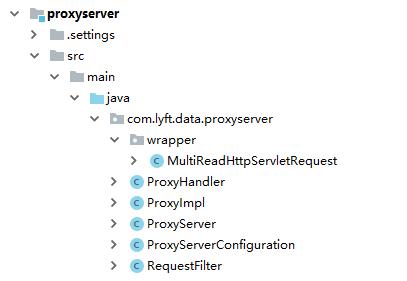 proxyserver
.settings
src
main
java
com.lyft.data.proxyserver
wrapper
MultiReadHttpServletRequest
ProxyHandler
ProxyImpl
ProxyServer
ProxyServerConfiguration
RequestFilter